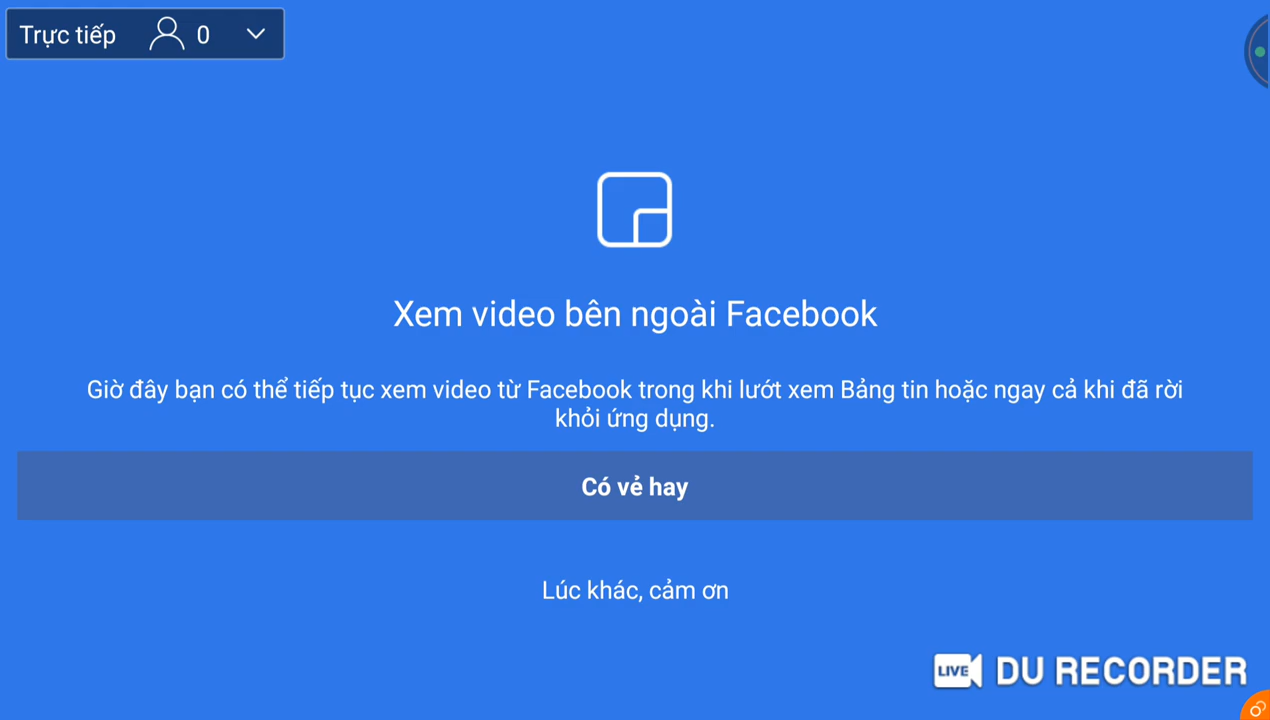 Trực tiếp 0
Xem video bên ngoài Facebook
Giờ đây bạn có thể tiếp tục xem video từ Facebook trong khi lướt xem Bảng tin hoặc ngay cả khi đã rời
khỏi ứng dụng.
Có vẻ hay
Lúc khác, cảm ơn
LIVE DU RECORDER